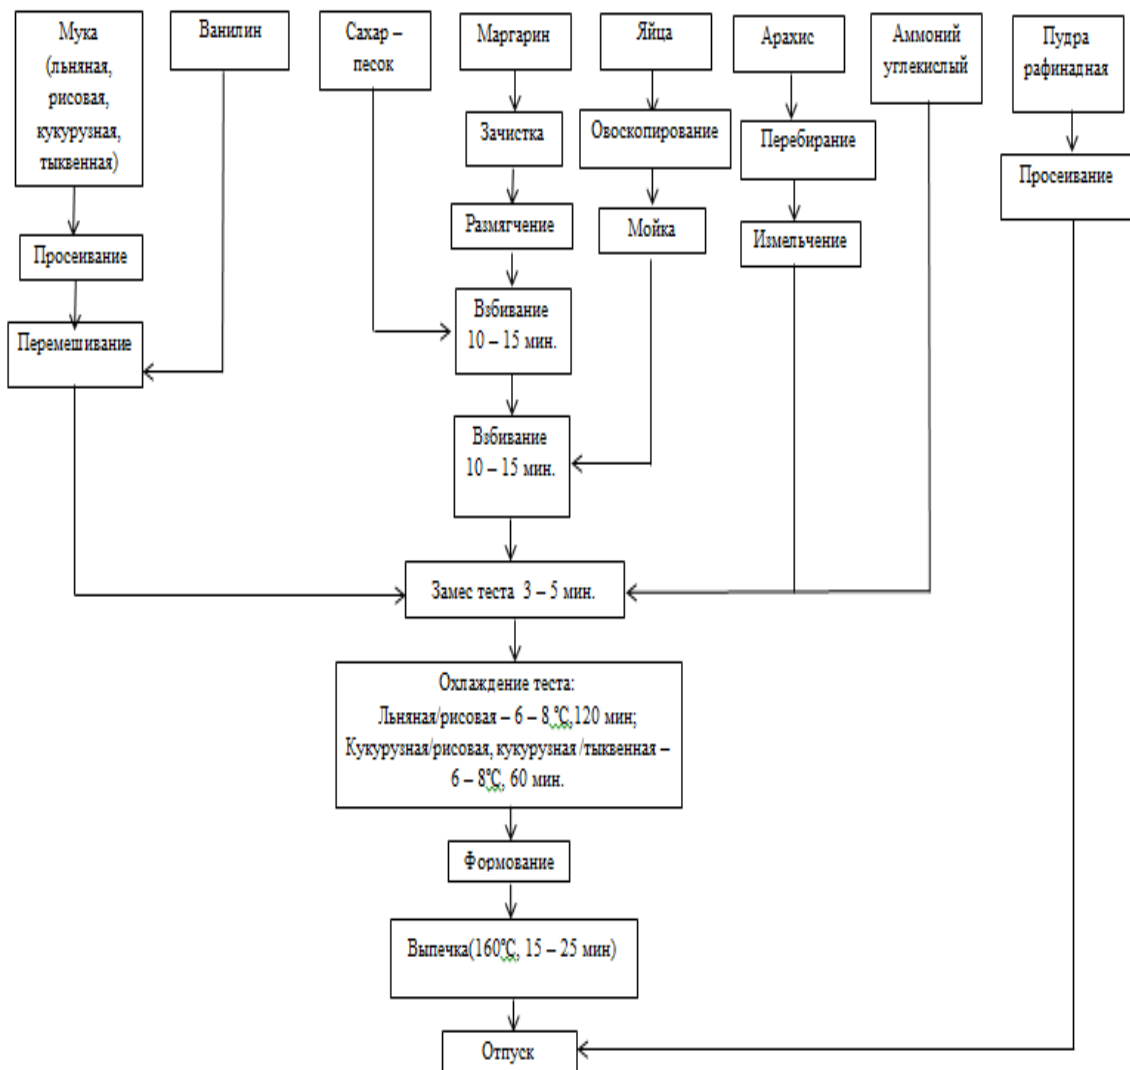 Мука
(льняная,
рисовая,
кукурузная,
тыквенная)
Ванилин
Сахар –
песок
Маргарин
Яйца
Арахис
Аммоний
углекислый
Пудра
рафинадная
Зачистка
Овоскопирование
Перебирание
Просеивание
Размягчение
Мойка
Измельчение
Просеивание
Взбивание
10 – 15 мин.
Перемешивание
Взбивание
10 – 15 мин.
Замес теста 3 – 5 мин.
Охлаждение теста:
Льняная/рисовая – 6 – 8 ℃,120 мин;
Кукурузная/рисовая, кукурузная /тыквенная –
6 – 8℃, 60 мин.
Формование
Выпечка(160℃, 15 – 25 мин)
Отпуск